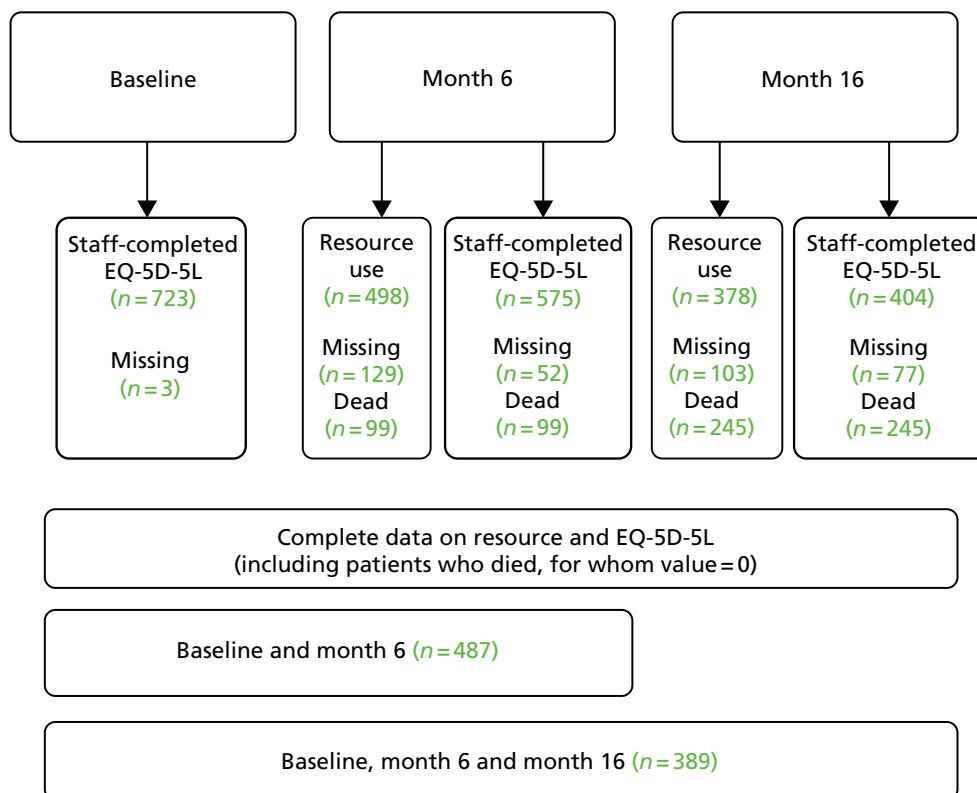 Baseline
Month 6
Month 16
Staff-completed
EQ-5D-5L
(n=723)
Missing
(n=3)
Resource
use
(n=498)
Missing
(n=129)
Dead
(n=99)
Staff-completed
EQ-5D-5L
(n=575)
Missing
(n=52)
Dead
(n=99)
Resource
use
(n=378)
Missing
(n=103)
Dead
(n=245)
Staff-completed
EQ-5D-5L
(n=404)
Missing
(n=77)
Dead
(n=245)
Complete data on resource and EQ-5D-5L
(including patients who died, for whom value=0)
Baseline and month 6 (n=487)
Baseline, month 6 and month 16 (n=389)